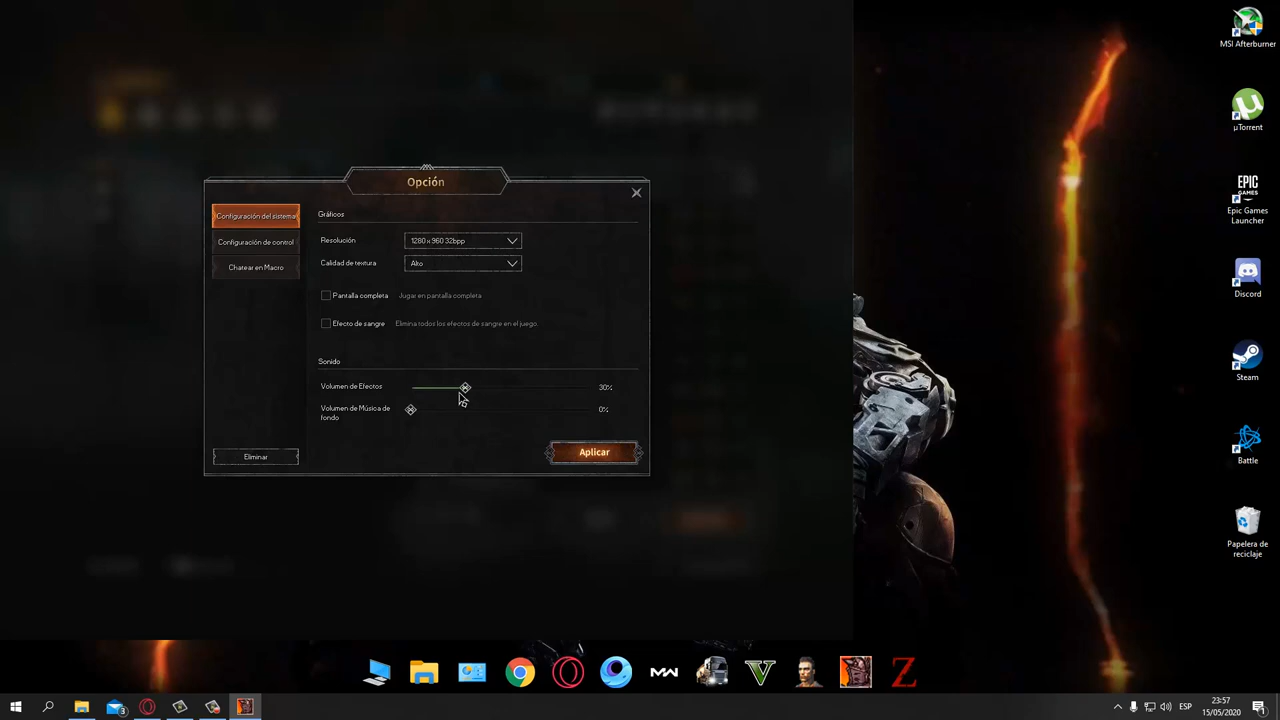 Opción
Configuración del sistema
Configuración de control
Chatear en Macro
Eliminar
Gráficos
Resolución
1280 x 960 32bpp
Calidad de textura
Alto
Pantalla completa
Jugar en pantalla completa
Efecto de sangre
Elimina todos los efectos de sangre en el juego.
Sonido
Volumen de Efectos
30%
Volumen de Música de
fondo
0%
Aplicar
MSI Afterburner
µTorrent
EPIC
GAMES
Epic Games
Launcher
Discord
Steam
Battle
Papelera de
reciclaje
MW
V
Z
3
ESP
23:57
15/05/2020
1